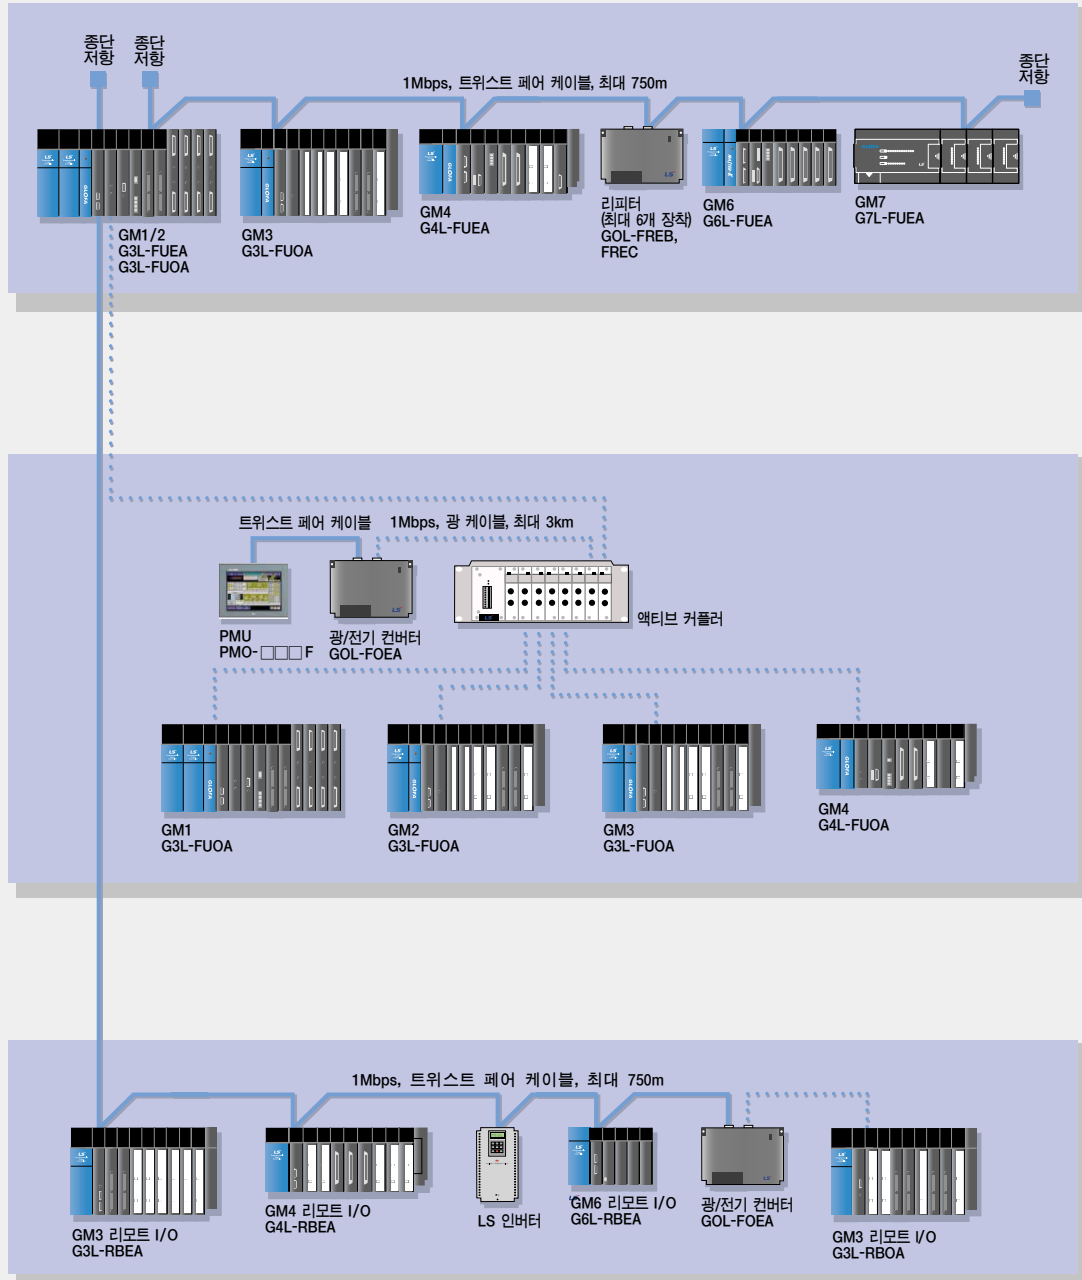 종단
저항
종단
저항
종단
저항
1Mbps, 트위스트 페어 케이블, 최대 750m
GM1/2
G3L-FUEA
G3L-FUOA
GM3
G3L-FUOA
GM4
G4L-FUEA
리피터
(최대 6개 장착)
GOL-FREB,
FREC
GM6
G6L-FUEA
GM7
G7L-FUEA
트위스트 페어 케이블
1Mbps, 광 케이블, 최대 3km
PMU
PMO-□□□F
광/전기 컨버터
GOL-FOEA
액티브 커플러
GM1
G3L-FUOA
GM2
G3L-FUOA
GM3
G3L-FUOA
GM4
G4L-FUOA
1Mbps, 트위스트 페어 케이블, 최대 750m
GM3 리모트 I/O
G3L-RBEA
GM4 리모트 I/O
G4L-RBEA
LS 인버터
GM6 리모트 I/O
G6L-RBEA
광/전기 컨버터
GOL-FOEA
GM3 리모트 I/O
G3L-RBOA